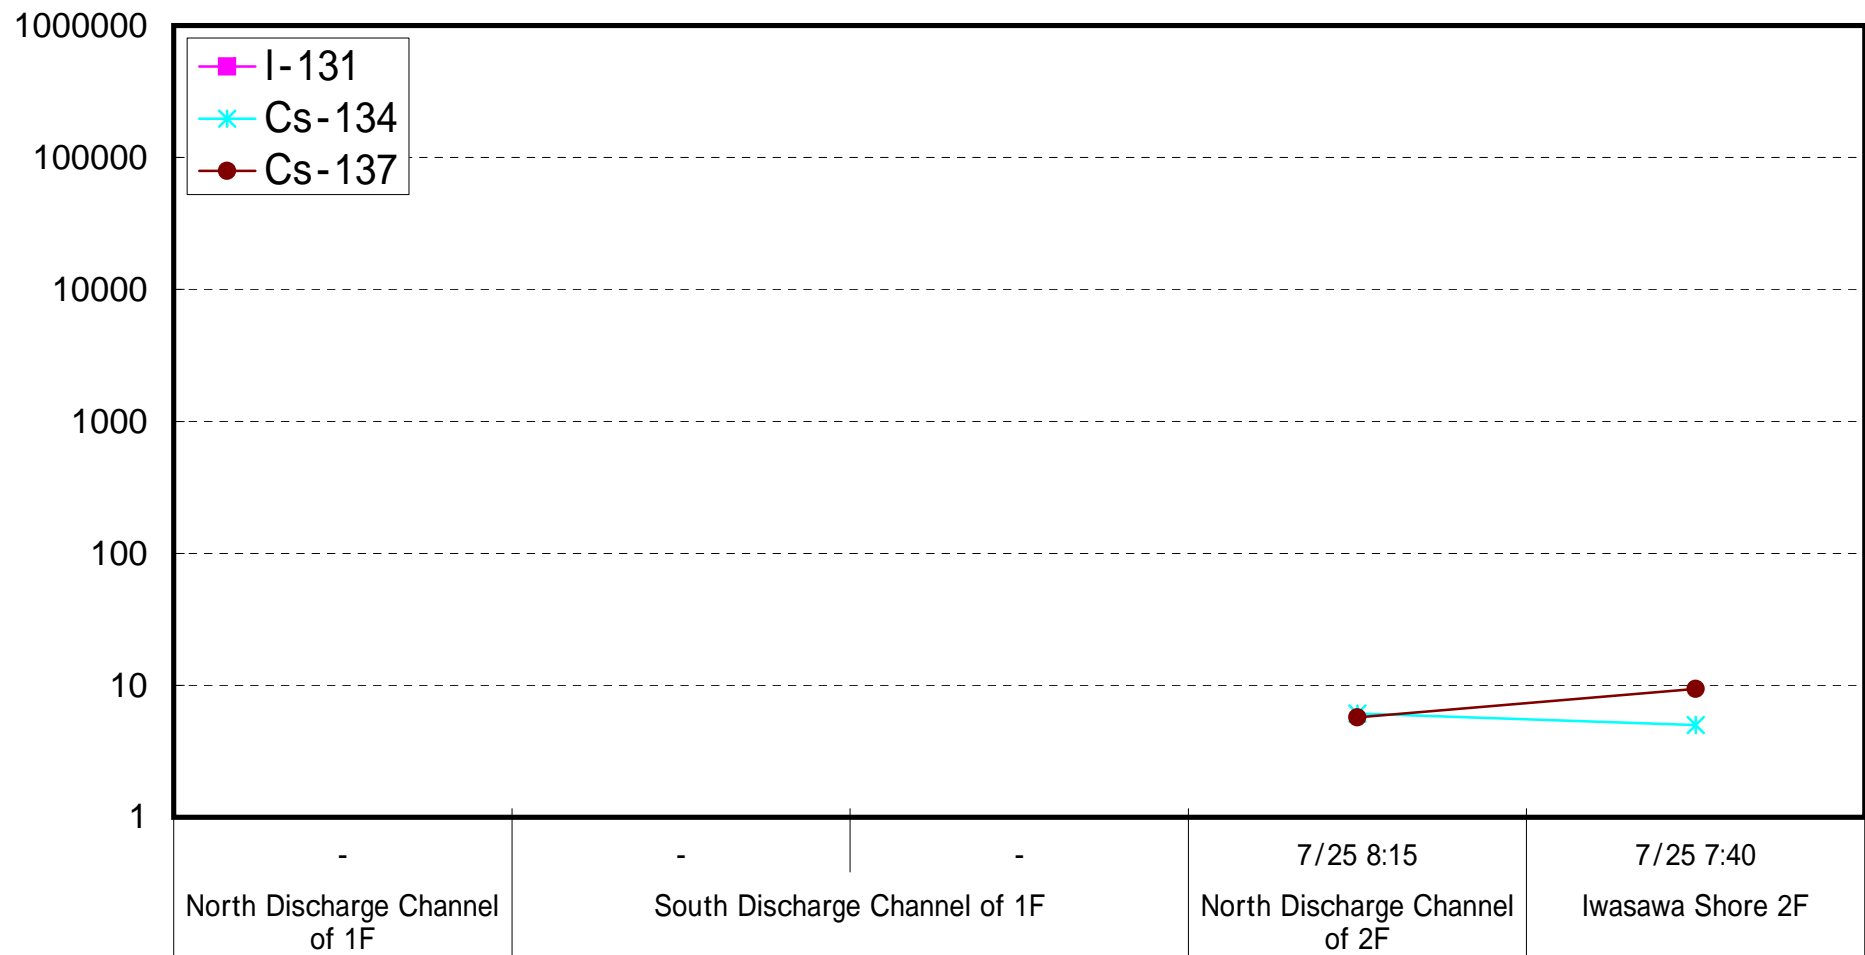 1000000
100000
10000
1000
100
10
1
I-131
Cs-134
Cs-137
-
-
-
7/25 8:15
7/25 7:40
North Discharge Channel
of 1F
South Discharge Channel of 1F
North Discharge Channel
of 2F
Iwasawa Shore 2F